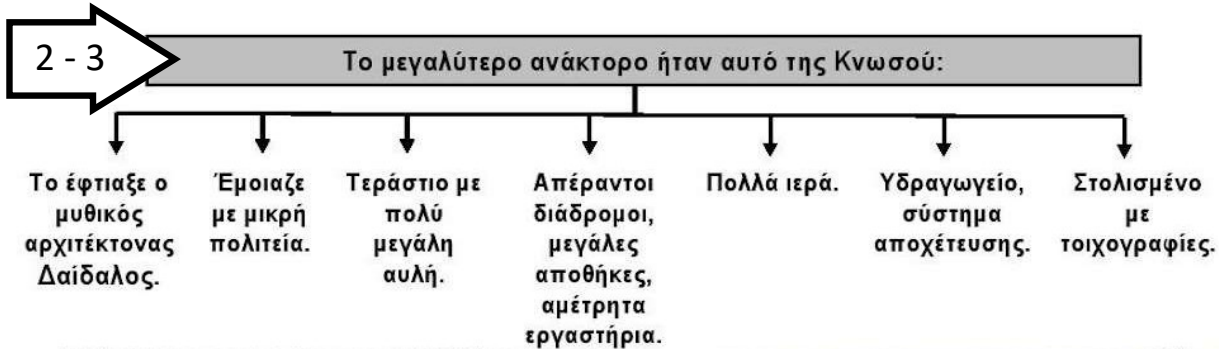 2 - 3
Το μεγαλύτερο ανάκτορο ήταν αυτό της Κνωσού:
Το έφτιαξε ο
μυθικός
αρχιτέκτονας
Δαίδαλος.
Έμοιαζε
με μικρή
πολιτεία.
Τεράστιο με
πολύ
μεγάλη
αυλή.
Απέραντοι
διάδρομοι,
μεγάλες
αποθήκες,
αμέτρητα
εργαστήρια.
Πολλά ιερά.
Υδραγωγείο,
σύστημα
αποχέτευσης.
Στολισμένο
με
τοιχογραφίες.